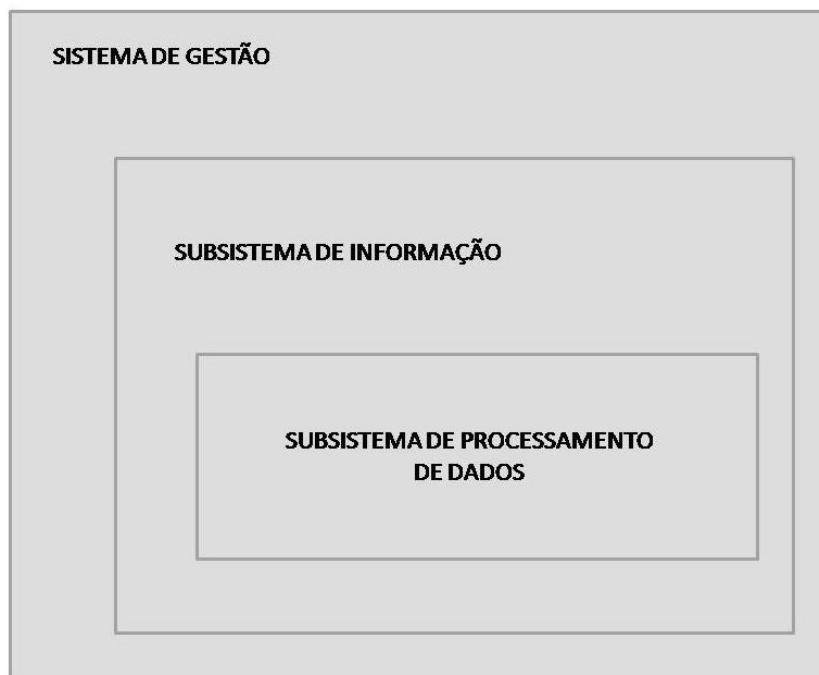 SISTEMA DE GESTÃO
SUBSISTEMA DE INFORMAÇÃO
SUBSISTEMA DE PROCESSAMENTO
DE DADOS